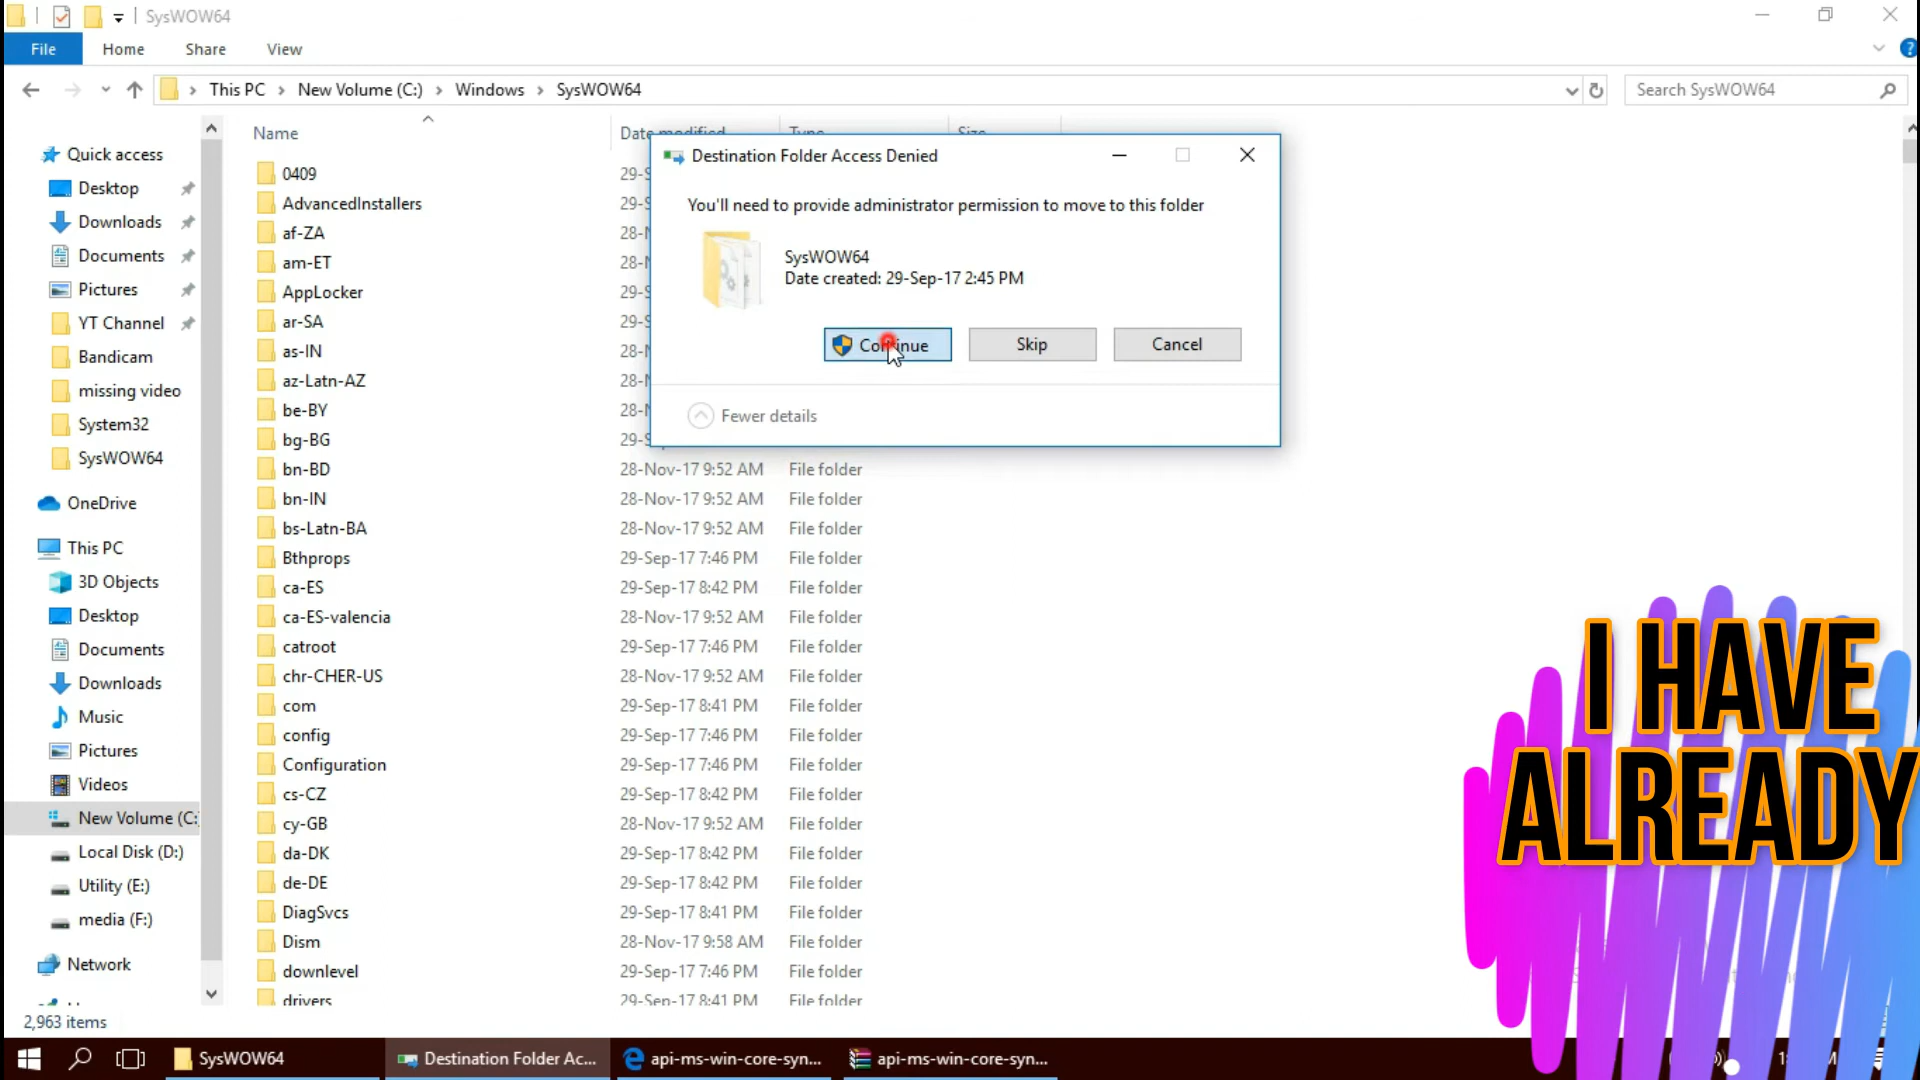 SysWOW64
File Home Share View
This PC New Volume (C:) Windows SysWOW64
Search SysWOW64
Name Date modified Type Size
Quick access
Desktop
Downloads
Documents
Pictures
YT Channel
Bandicam
missing video
System32
SysWOW64
OneDrive
This PC
3D Objects
Desktop
Documents
Downloads
Music
Pictures
Videos
New Volume (C:
Local Disk (D:)
Utility (E:)
media (F:)
Network
0409
AdvancedInstallers
af-ZA
am-ET
AppLocker
ar-SA
as-IN
az-Latn-AZ
be-BY
bg-BG
bn-BD 28-Nov-17 9:52 AM File folder
bn-IN 28-Nov-17 9:52 AM File folder
bs-Latn-BA 28-Nov-17 9:52 AM File folder
Bthprops 29-Sep-17 7:46 PM File folder
ca-ES 29-Sep-17 8:42 PM File folder
ca-ES-valencia 28-Nov-17 9:52 AM File folder
catroot 29-Sep-17 7:46 PM File folder
chr-CHER-US 28-Nov-17 9:52 AM File folder
com 29-Sep-17 8:41 PM File folder
config 29-Sep-17 7:46 PM File folder
Configuration 29-Sep-17 7:46 PM File folder
cs-CZ 29-Sep-17 8:42 PM File folder
cy-GB 28-Nov-17 9:52 AM File folder
da-DK 29-Sep-17 8:42 PM File folder
de-DE 29-Sep-17 8:42 PM File folder
DiagSvcs 29-Sep-17 8:41 PM File folder
Dism 28-Nov-17 9:58 AM File folder
downlevel 29-Sep-17 7:46 PM File folder
drivers 29-Sep-17 8:41 PM File folder
Destination Folder Access Denied
You'll need to provide administrator permission to move to this folder
SysWOW64
Date created: 29-Sep-17 2:45 PM
Continue Skip Cancel
Fewer details
I HAVE
ALREADY
2,963 items
SysWOW64 Destination Folder Ac... api-ms-win-core-syn... api-ms-win-core-syn...